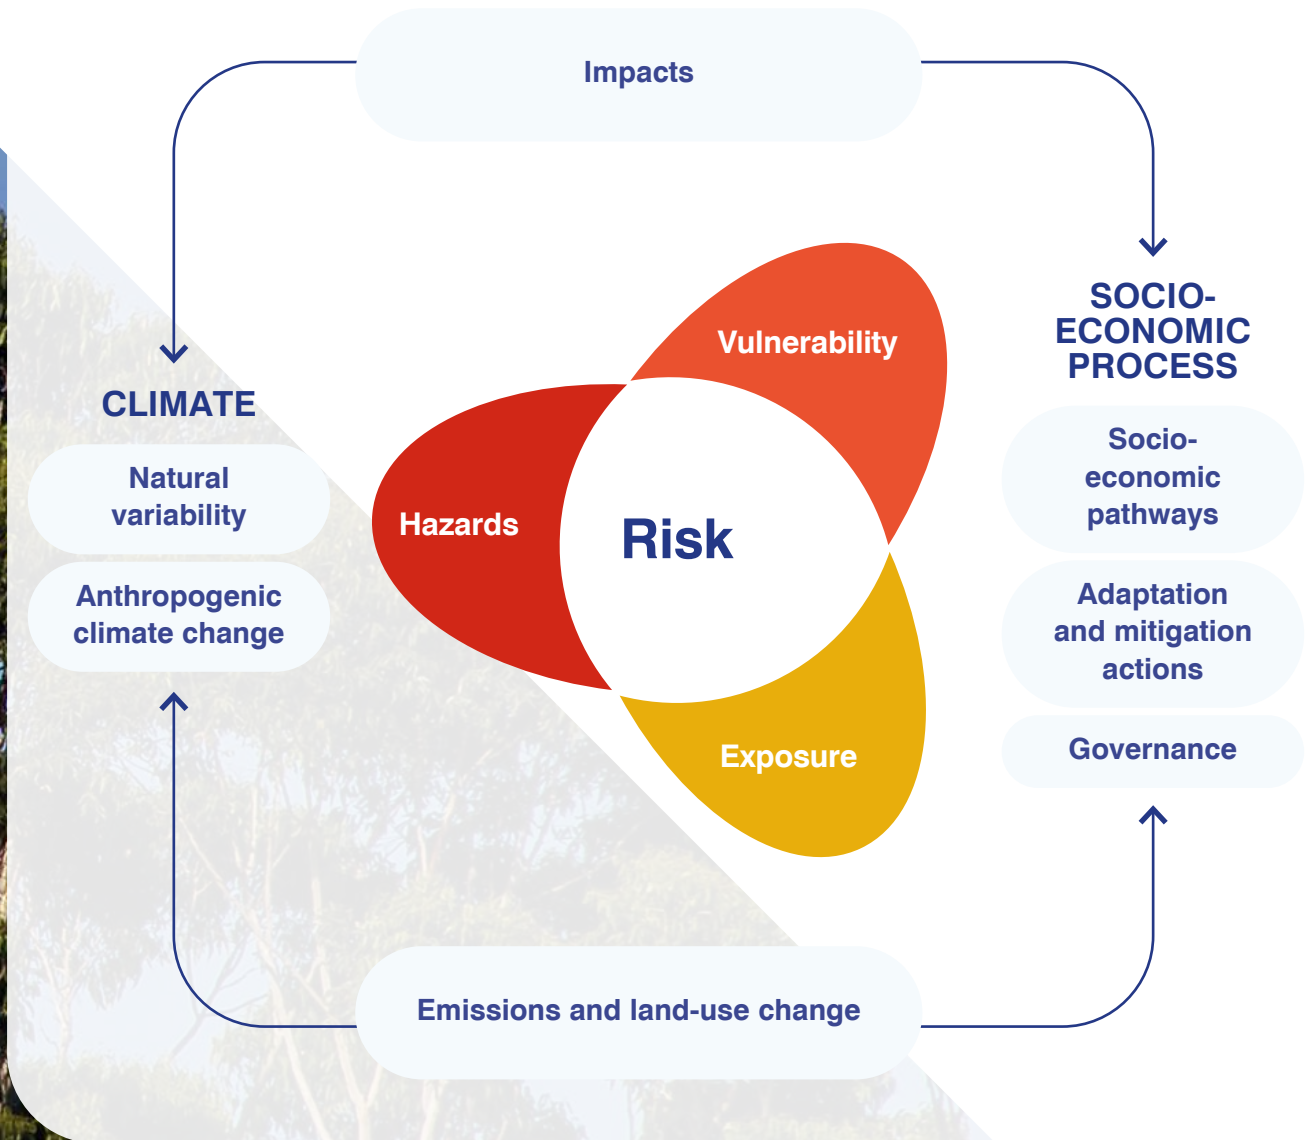 Impacts
CLIMATE
Natural
variability
Anthropogenic
climate change
Vulnerability
Hazards
Risk
Exposure
SOCIO-
ECONOMIC
PROCESS
Socio-
economic
pathways
Adaptation
and mitigation
actions
Governance
Emissions and land-use change